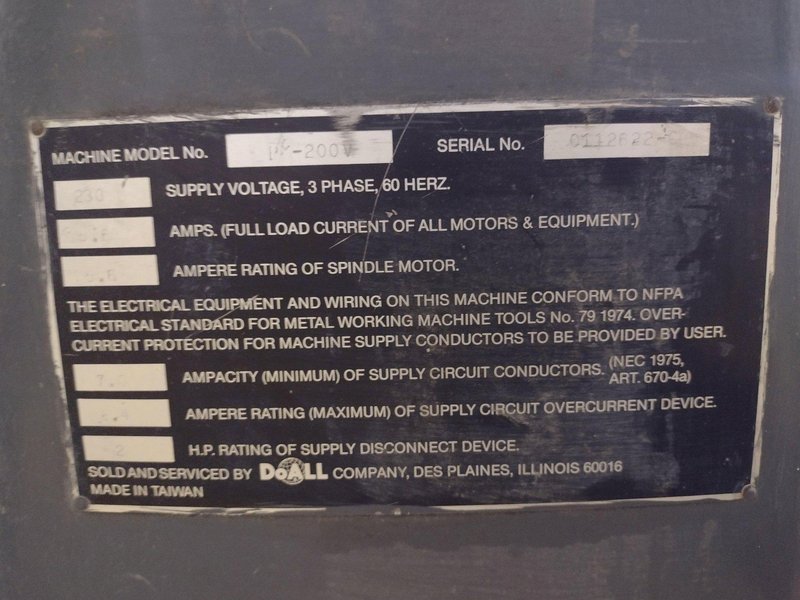 MACHINE MODEL No. -200V SERIAL No. 0112622-
230 SUPPLY VOLTAGE, 3 PHASE, 60 HERZ.
AMPS. (FULL LOAD CURRENT OF ALL MOTORS & EQUIPMENT.)
AMPERE RATING OF SPINDLE MOTOR.
THE ELECTRICAL EQUIPMENT AND WIRING ON THIS MACHINE CONFORM TO NFPA
ELECTRICAL STANDARD FOR METAL WORKING MACHINE TOOLS No. 79 1974. OVER-
CURRENT PROTECTION FOR MACHINE SUPPLY CONDUCTORS TO BE PROVIDED BY USER.
AMPACITY (MINIMUM) OF SUPPLY CIRCUIT CONDUCTORS. (NEC 1975, ART. 670-4a)
AMPERE RATING (MAXIMUM) OF SUPPLY CIRCUIT OVERCURRENT DEVICE.
2 H.P. RATING OF SUPPLY DISCONNECT DEVICE.
SOLD AND SERVICED BY DoALL COMPANY, DES PLAINES, ILLINOIS 60016
MADE IN TAIWAN